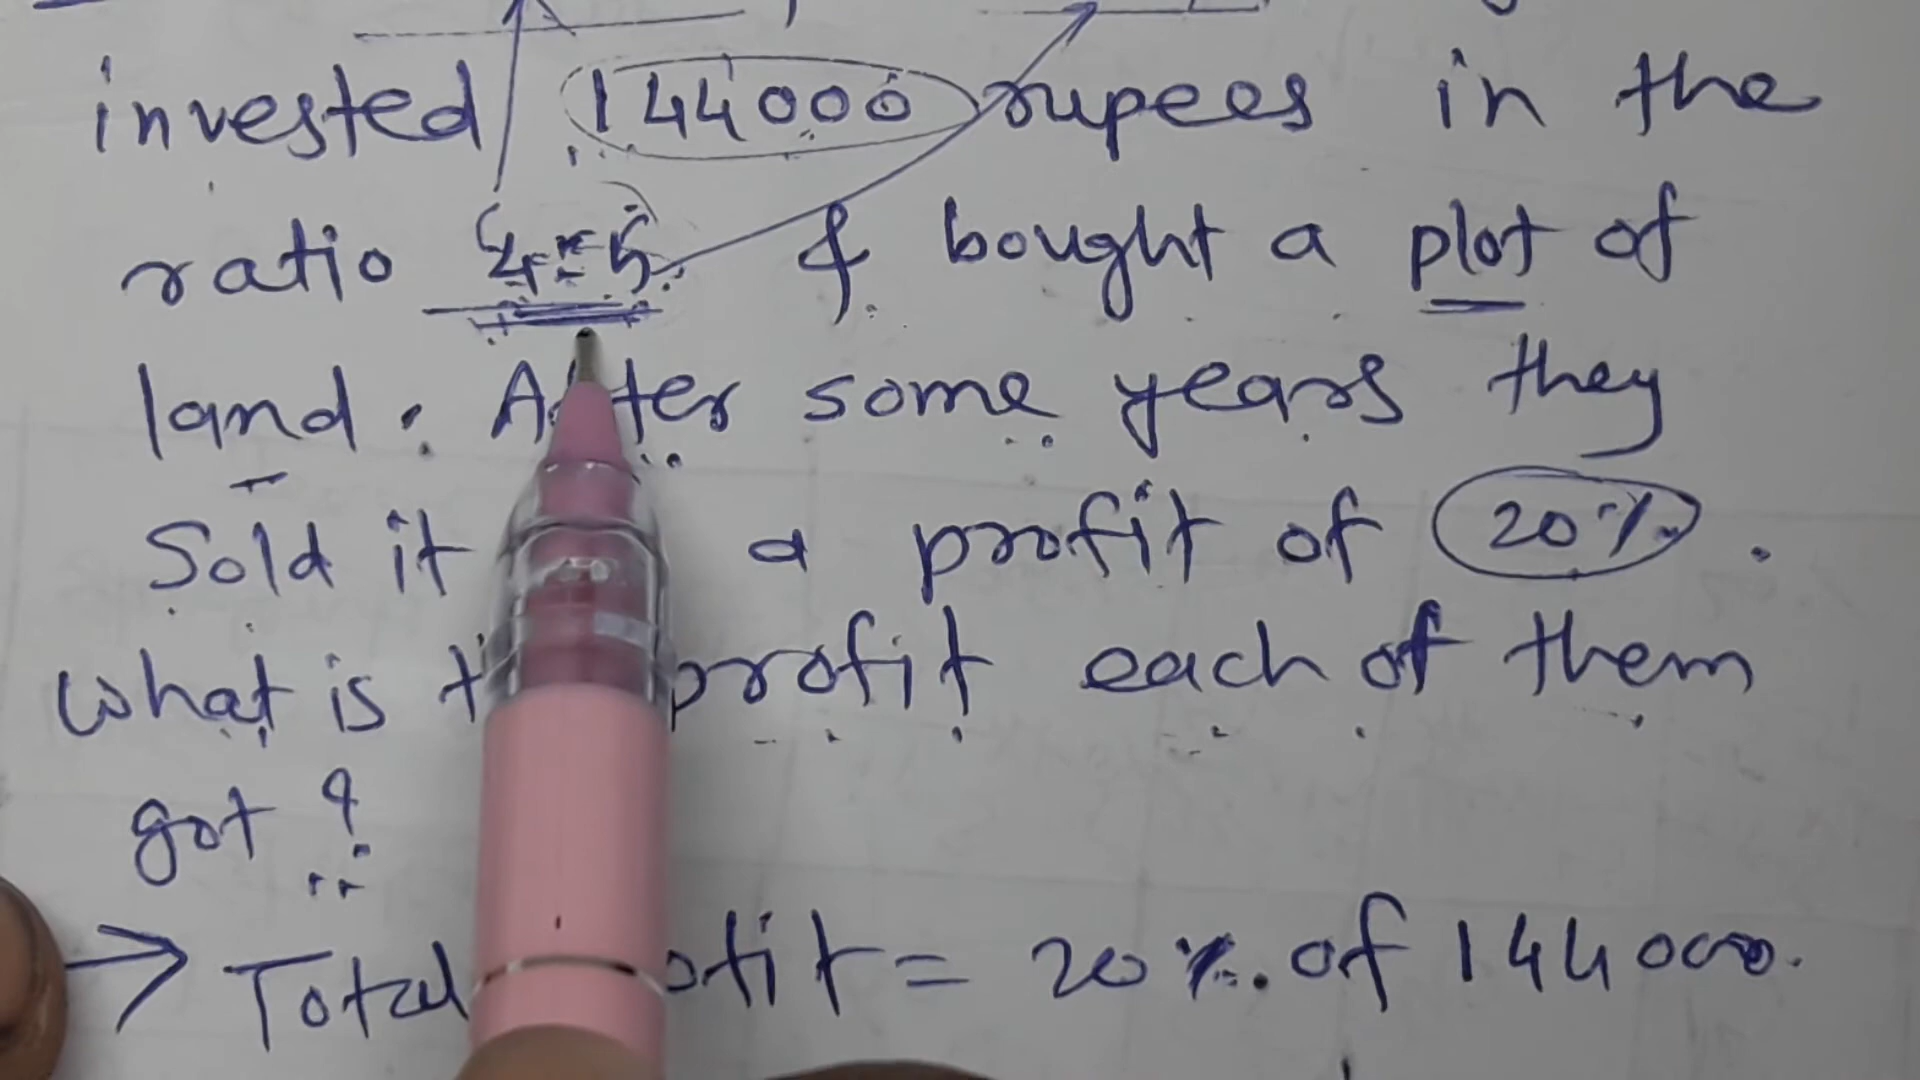 invested 144000 rupees in the
ratio 4:5 & bought a plot of
land. After some years they
Sold it a profit of 20%.
What is profit each of them
got?
→ Total = 20% of 144000.